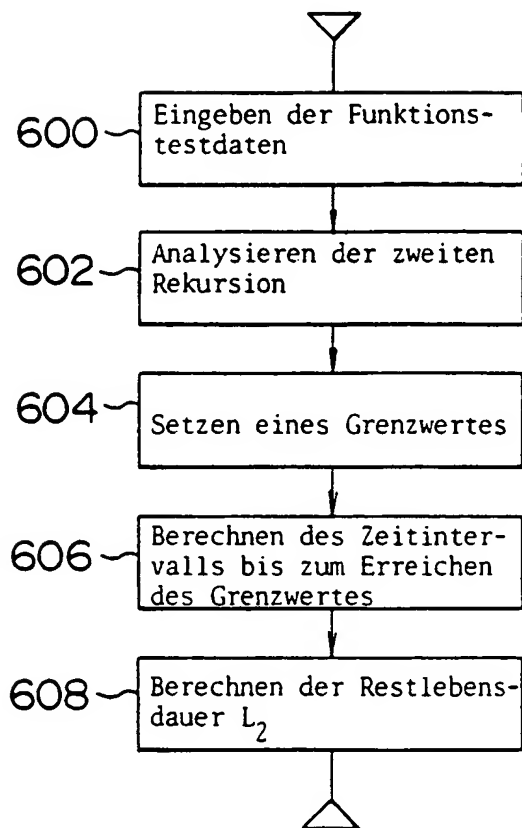 600
Eingeben der Funktions-
testdaten
602
Analysieren der zweiten
Rekursion
604
Setzen eines Grenzwertes
606
Berechnen des Zeitinter-
valls bis zum Erreichen
des Grenzwertes
608
Berechnen der Restlebens-
dauer L₂